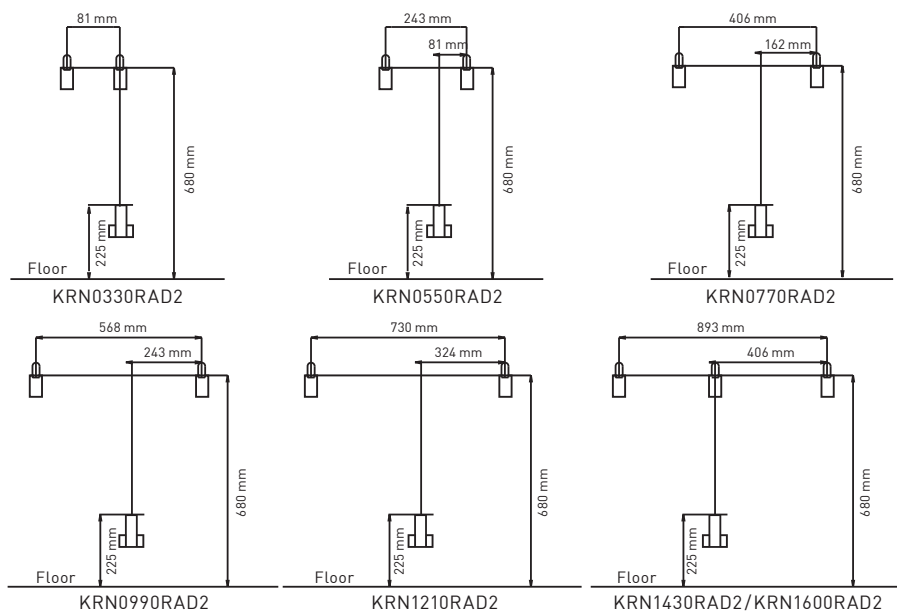 81 mm
680 mm
225 mm
Floor
KRN0330RAD2
243 mm
81 mm
680 mm
225 mm
Floor
KRN0550RAD2
406 mm
162 mm
680 mm
225 mm
Floor
KRN0770RAD2
568 mm
243 mm
680 mm
225 mm
Floor
KRN0990RAD2
730 mm
324 mm
680 mm
225 mm
Floor
KRN1210RAD2
893 mm
406 mm
680 mm
225 mm
Floor
KRN1430RAD2/KRN1600RAD2